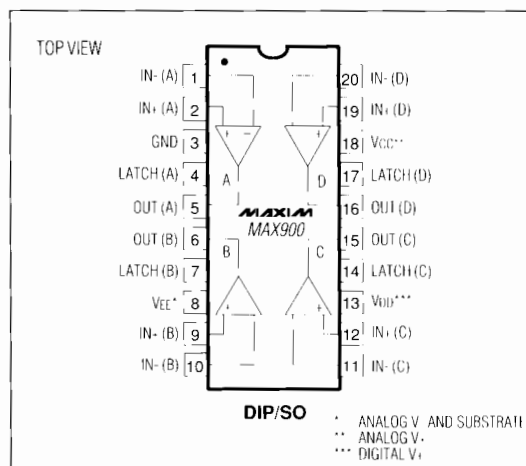 TOP VIEW
IN- (A) 1
IN+ (A) 2
GND 3
LATCH (A) 4
OUT (A) 5
OUT (B) 6
LATCH (B) 7
VEE* 8
IN+ (B) 9
IN- (B) 10
20 IN- (D)
19 IN+ (D)
18 VCC**
17 LATCH (D)
16 OUT (D)
15 OUT (C)
14 LATCH (C)
13 VDD***
12 IN+ (C)
11 IN- (C)
+ -
+
A
D
MAXIM
MAX900
B
C
+
+
DIP/SO
* ANALOG V AND SUBSTRATE
** ANALOG V+
*** DIGITAL V+